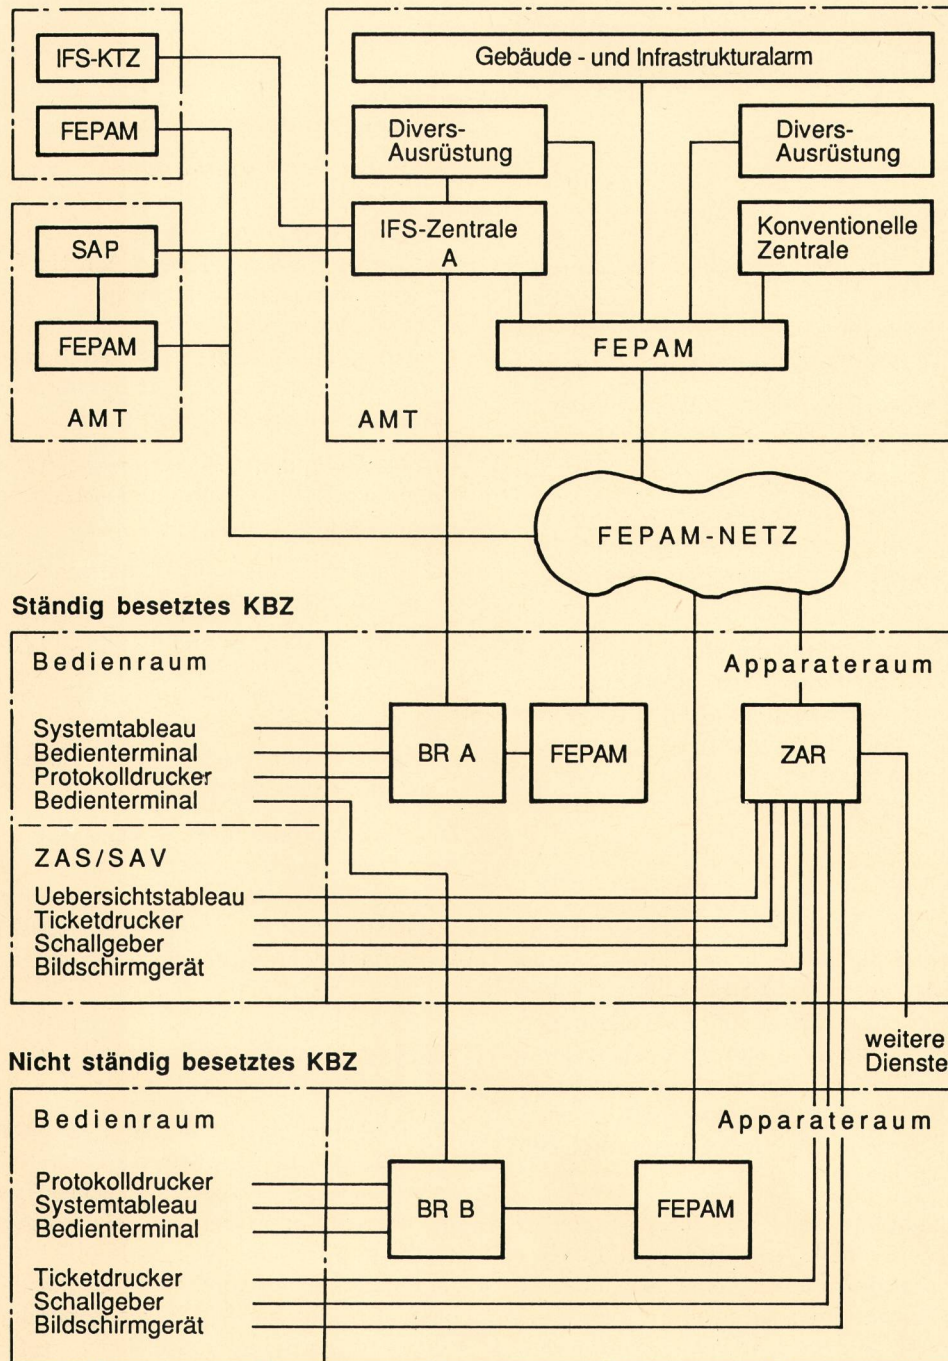 IFS-KTZ
FEPAM
SAP
FEPAM
AMT
Gebäude - und Infrastrukturalarm
Divers-
Ausrüstung
Divers-
Ausrüstung
IFS-Zentrale
A
Konventionelle
Zentrale
FEPAM
AMT
FEPAM-NETZ
Ständig besetztes KBZ
Bedienraum
Apparateraum
Systemtableau
Bedienterminal
Protokolldrucker
Bedienterminal
BR A
FEPAM
ZAR
ZAS/SAV
Uebersichtstableau
Ticketdrucker
Schallgeber
Bildschirmgerät
weitere
Dienste
Nicht ständig besetztes KBZ
Bedienraum
Apparateraum
Protokolldrucker
Systemtableau
Bedienterminal
BR B
FEPAM
Ticketdrucker
Schallgeber
Bildschirmgerät